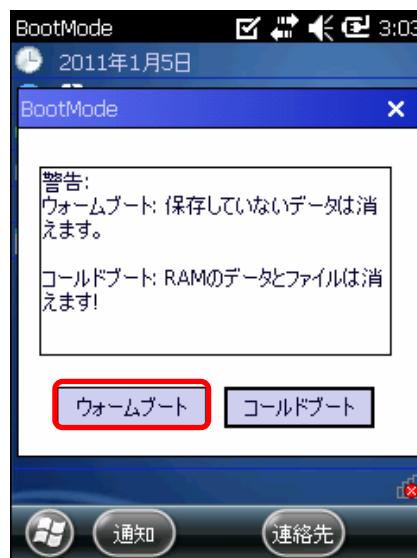 BootMode 3:03
2011年1月5日
BootMode
警告:
ウォームブート: 保存していないデータは消
えます。
コールドブート: RAMのデータとファイルは消
えます!
ウォームブート コールドブート
通知 連絡先